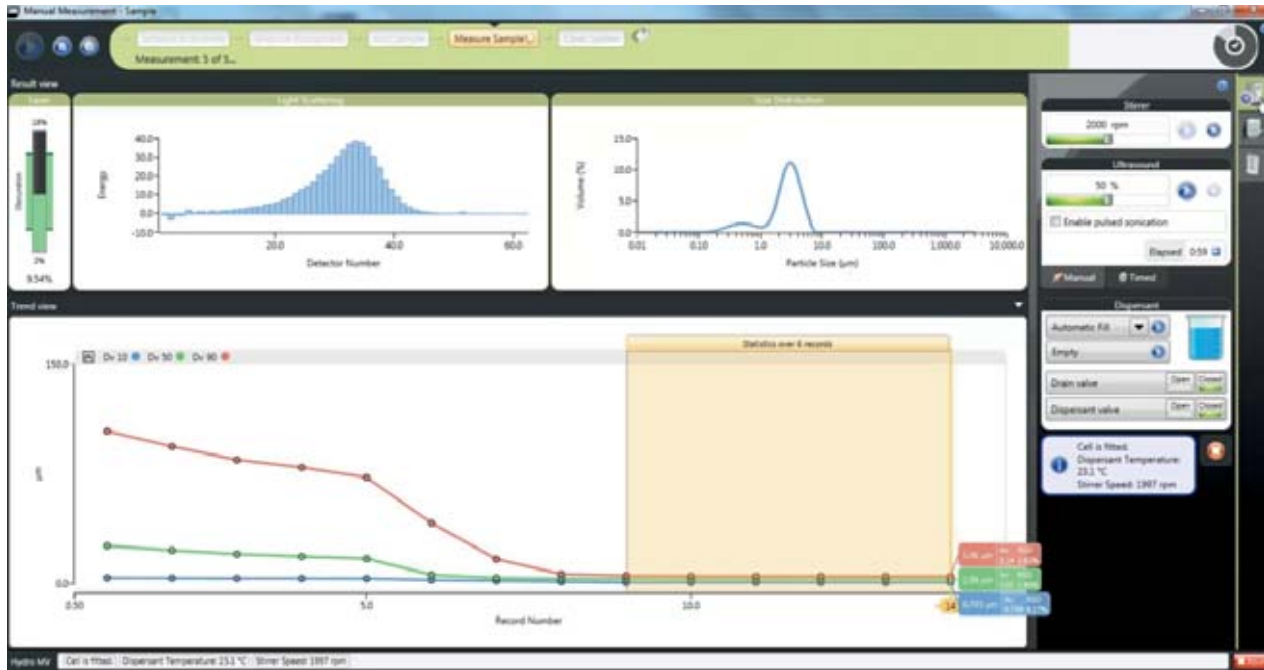 Manual Measurement - Sample
Measure Sample
Measurement: 5 of 5...
Result view
Laser
Light Scattering
Size Distribution
Obscuration
18%
2%
9.54%
Energy
40.0
30.0
20.0
10.0
0.0
-10.0
20.0 40.0 60.0
Detector Number
Volume (%)
15.0
10.0
5.0
0.0
0.01 0.10 1.0 10.0 100.0 1,000.0 10,000.0
Particle Size (µm)
Stirrer
2000 rpm
Ultrasound
50 %
Enable pulsed sonication
Elapsed 0:59
Manual Timed
Dispersant
Automatic Fill
Empty
Drain valve Open Closed
Dispersant valve Open Closed
Cell is fitted.
Dispersant Temperature:
23.1 °C
Stirrer Speed: 1997 rpm
Trend view
Statistics over 6 records
Dv 10 Dv 50 Dv 90
150.0
µm
0.0
0.50 5.0 10.0 14
Record Number
Hydro MV Cell is fitted. Dispersant Temperature: 23.1 °C Stirrer Speed: 1997 rpm